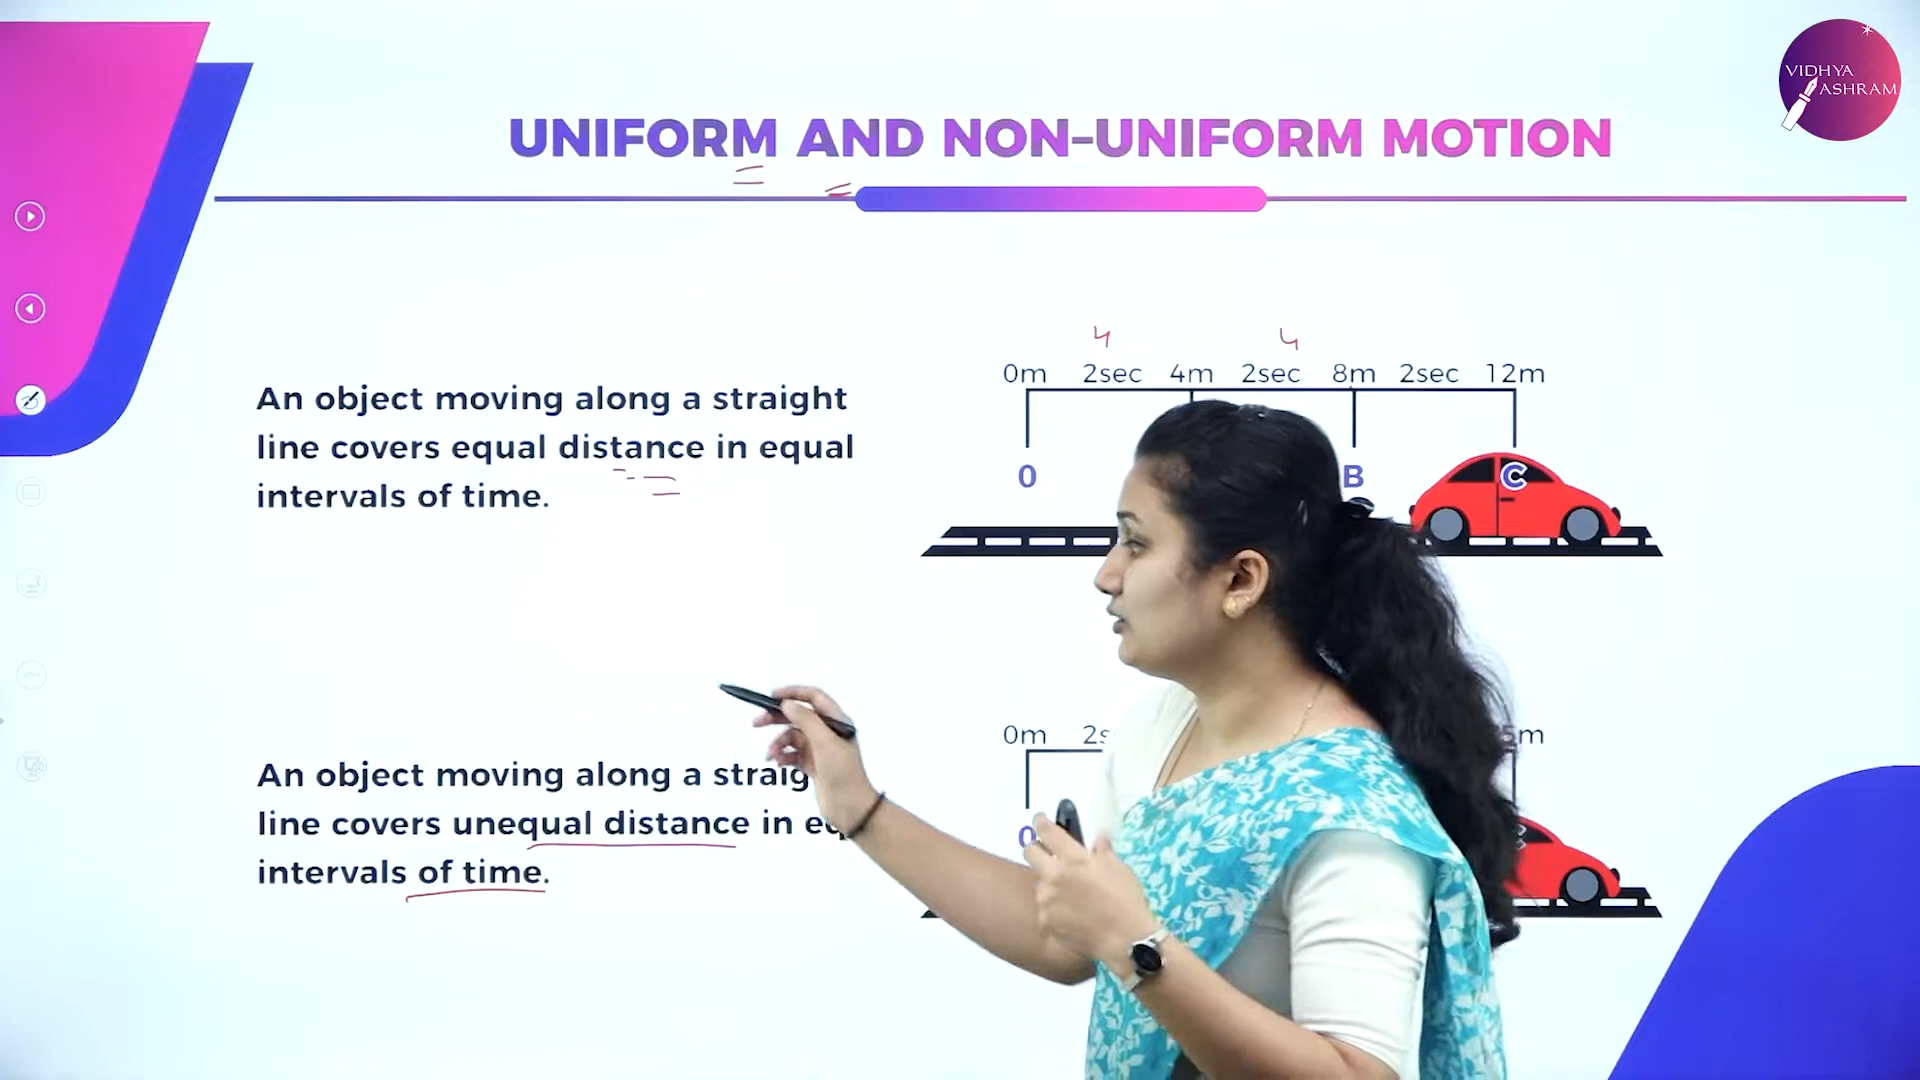 VIDHYA
ASHRAM
UNIFORM AND NON-UNIFORM MOTION
4 4
0m 2sec 4m 2sec 8m 2sec 12m
An object moving along a straight
line covers equal distance in equal
intervals of time.
0 B C
0m
An object moving along a
line covers unequal distance in
intervals of time.
0